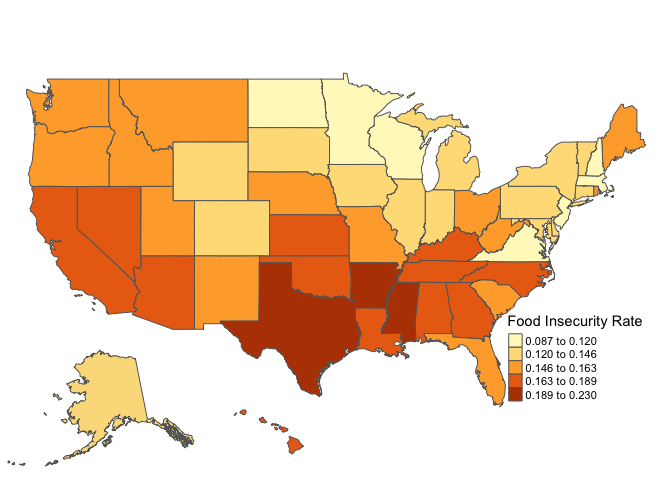 Food Insecurity Rate
0.087 to 0.120
0.120 to 0.146
0.146 to 0.163
0.163 to 0.189
0.189 to 0.230